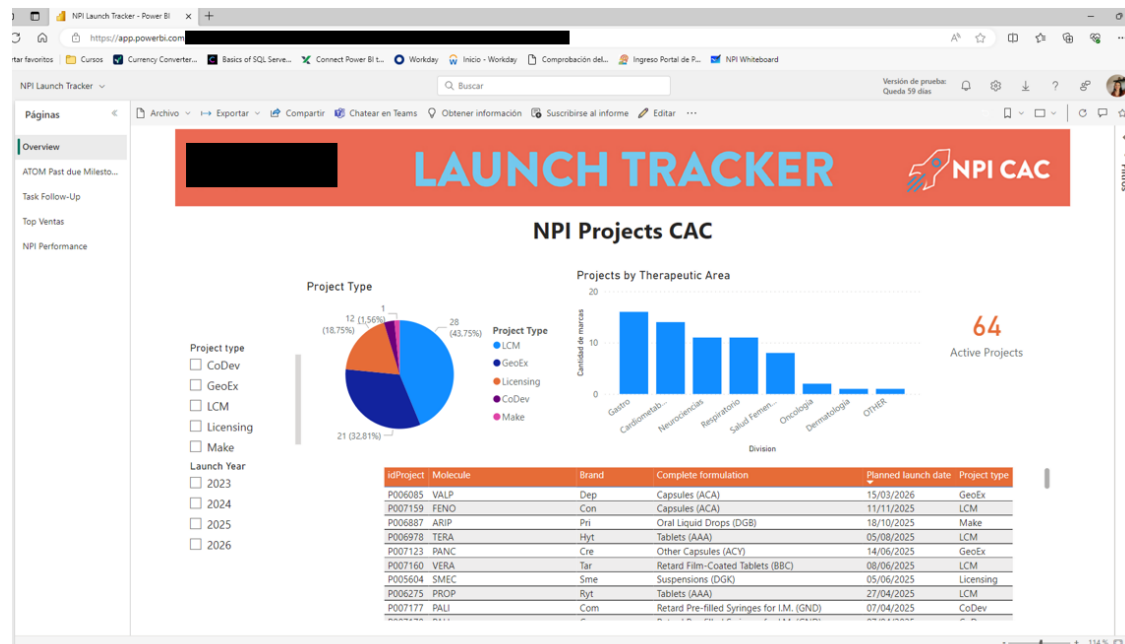 NPI Launch Tracker - Power BI
https://app.powerbi.com
tar favoritos Cursos Currency Converter... Basics of SQL Serve... Connect Power BI t... Workday Inicio - Workday Comprobación del... Ingreso Portal de P... NPI Whiteboard
NPI Launch Tracker
Buscar
Versión de prueba:
Queda 59 días
Páginas
Archivo Exportar Compartir Chatear en Teams Obtener información Suscribirse al informe Editar
Overview
ATOM Past due Milesto...
Task Follow-Up
Top Ventas
NPI Performance
LAUNCH TRACKER
NPI CAC
NPI Projects CAC
Project Type
1
12 (1,56%)
(18.75%)
28
(43.75%)
21 (32.81%)
Project Type
LCM
GeoEx
Licensing
CoDev
Make
Projects by Therapeutic Area
Cantidad de marcas
20
10
0
Gastro
Cardiometab...
Neurociencias
Respiratorio
Salud Femen...
Oncologia
Dermatologia
OTHER
Division
64
Active Projects
Project type
CoDev
GeoEx
LCM
Licensing
Make
Launch Year
2023
2024
2025
2026
idProject Molecule Brand Complete formulation Planned launch date Project type
P006085 VALP Dep Capsules (ACA) 15/03/2026 GeoEx
P007159 FENO Con Capsules (ACA) 11/11/2025 LCM
P006887 ARIP Pri Oral Liquid Drops (DGB) 18/10/2025 Make
P006978 TERA Hyt Tablets (AAA) 05/08/2025 LCM
P007123 PANC Cre Other Capsules (ACY) 14/06/2025 GeoEx
P007160 VERA Tar Retard Film-Coated Tablets (BBC) 08/06/2025 LCM
P005604 SMEC Sme Suspensions (DGK) 05/06/2025 Licensing
P006275 PROP Ryt Tablets (AAA) 27/04/2025 LCM
P007177 PALI Com Retard Pre-filled Syringes for I.M. (GND) 07/04/2025 CoDev
114 %